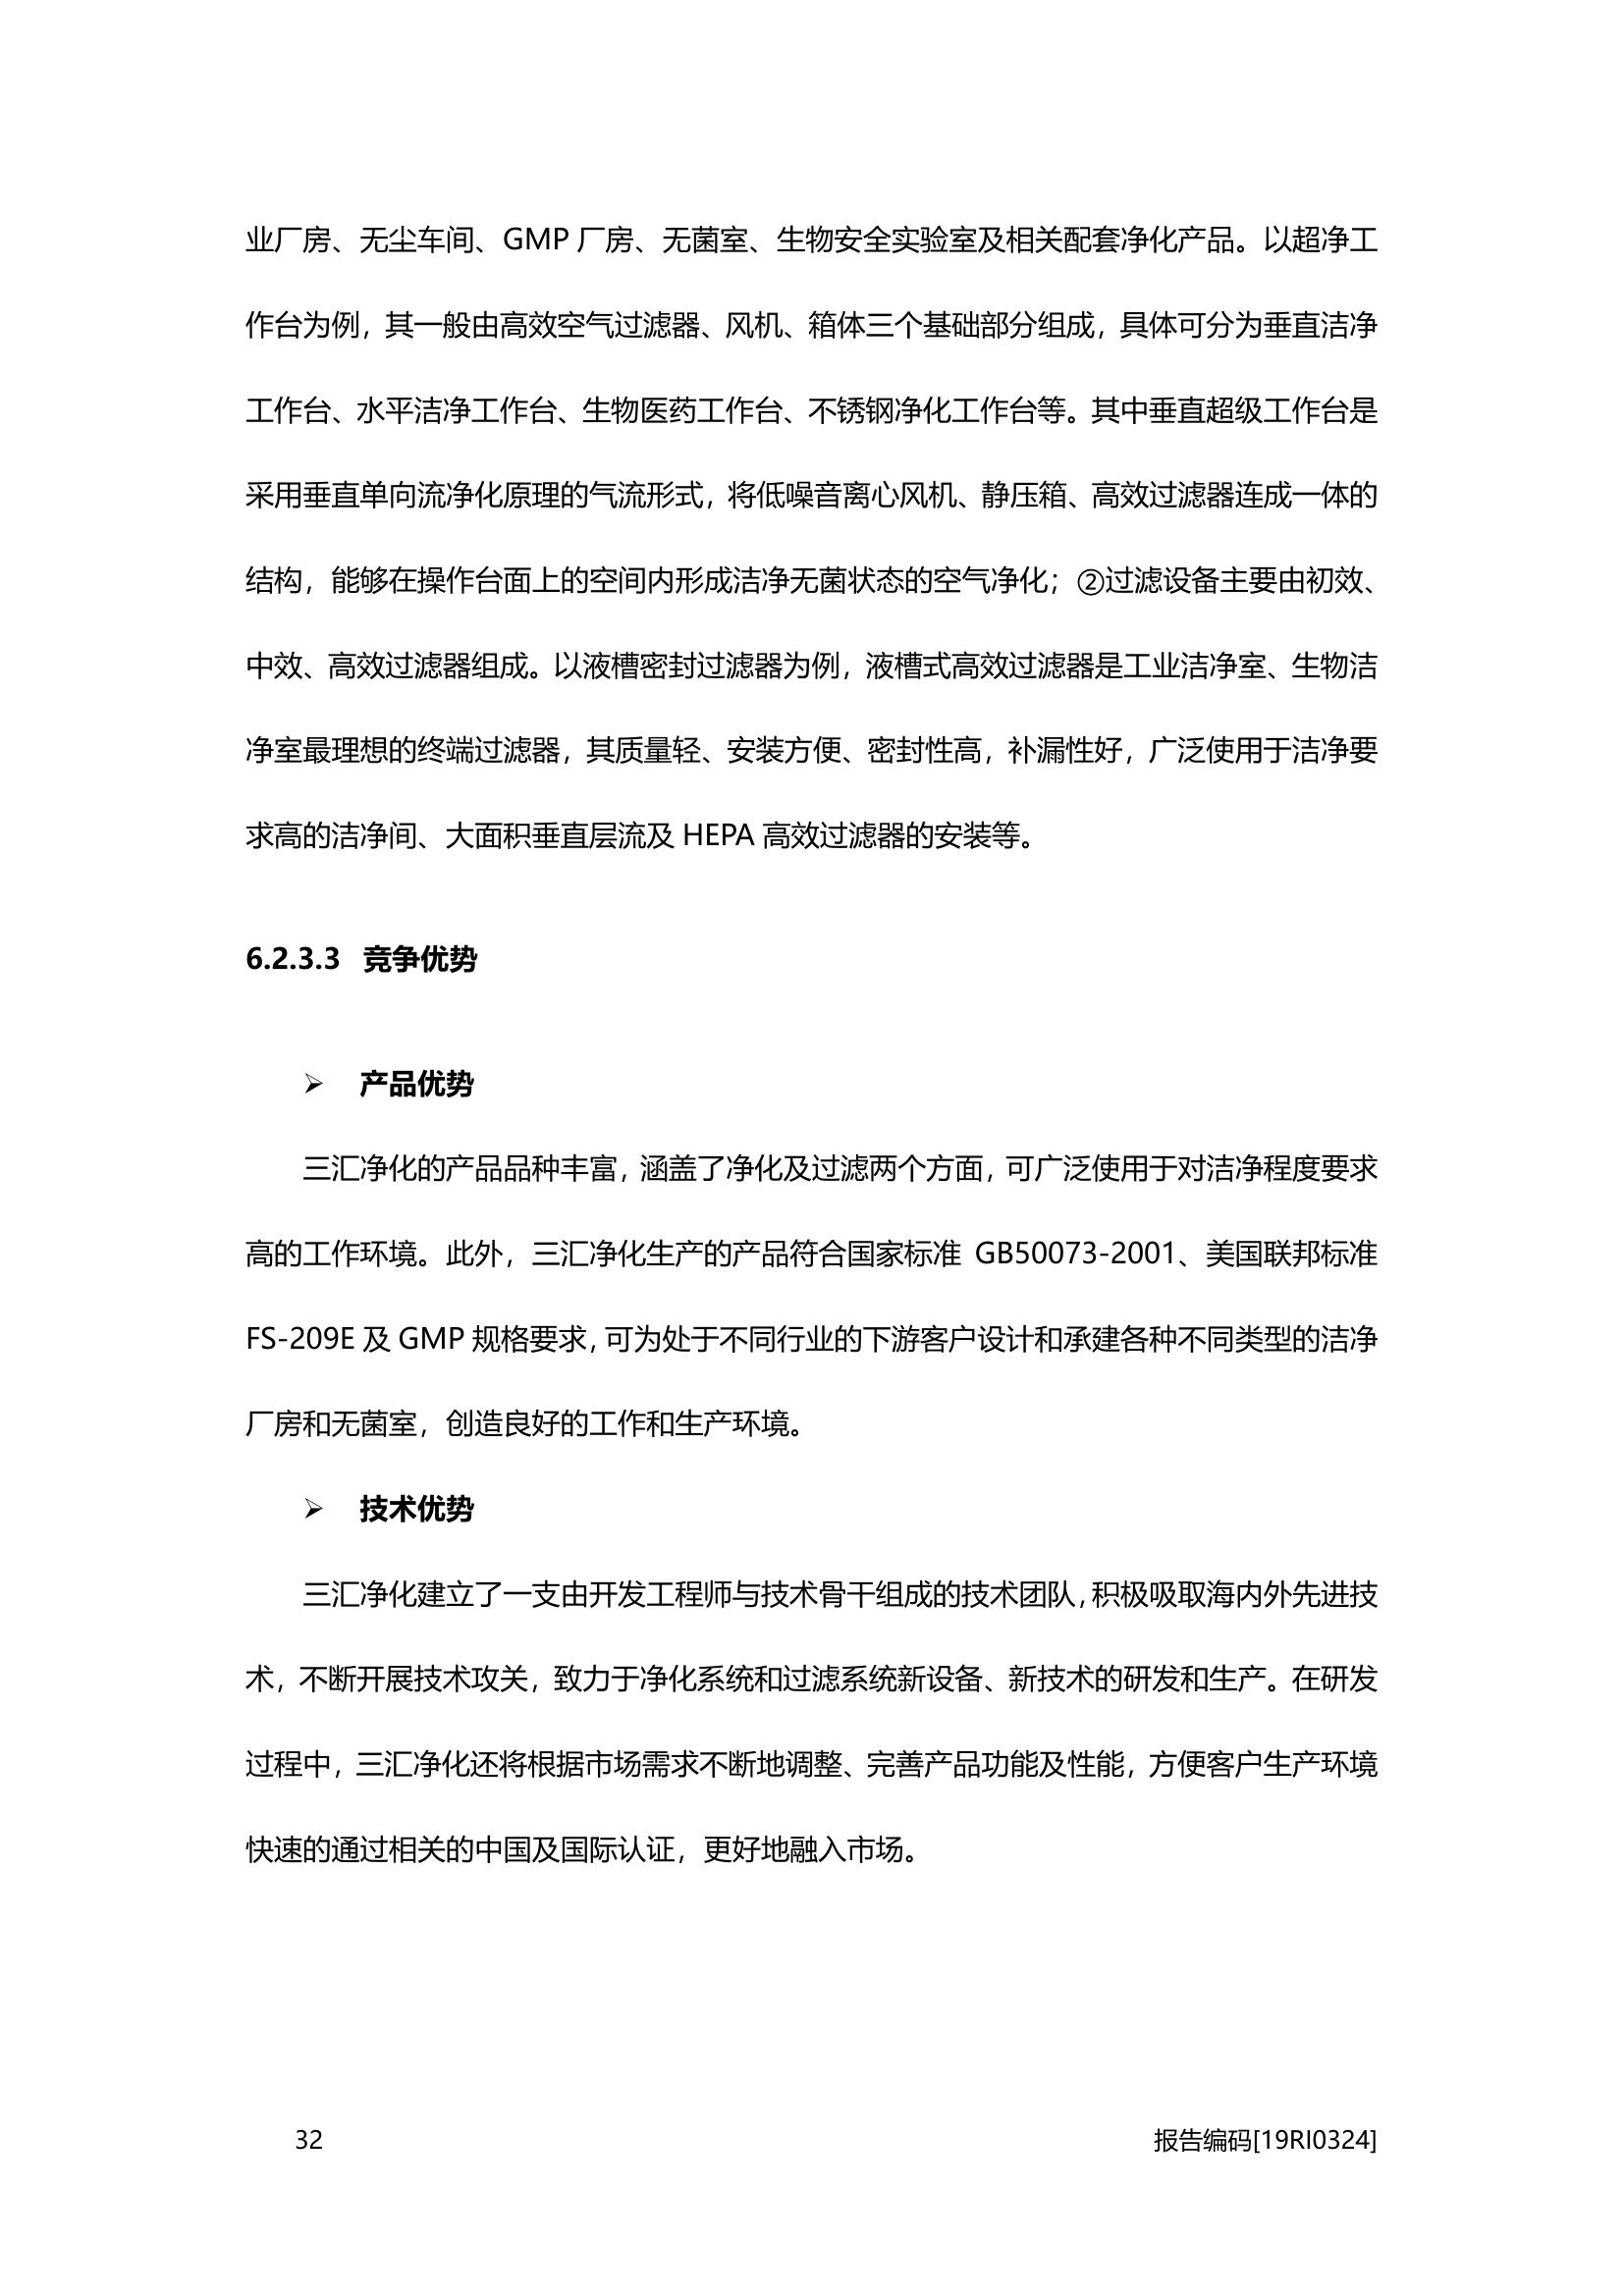 业厂房、无尘车间、GMP 厂房、无菌室、生物安全实验室及相关配套净化产品。以超净工
作台为例，其一般由高效空气过滤器、风机、箱体三个基础部分组成，具体可分为垂直洁净
工作台、水平洁净工作台、生物医药工作台、不锈钢净化工作台等。其中垂直超级工作台是
采用垂直单向流净化原理的气流形式，将低噪音离心风机、静压箱、高效过滤器连成一体的
结构，能够在操作台面上的空间内形成洁净无菌状态的空气净化；②过滤设备主要由初效、
中效、高效过滤器组成。以液槽密封过滤器为例，液槽式高效过滤器是工业洁净室、生物洁
净室最理想的终端过滤器，其质量轻、安装方便、密封性高，补漏性好，广泛使用于洁净要
求高的洁净间、大面积垂直层流及 HEPA 高效过滤器的安装等。
6.2.3.3 竞争优势
➢ 产品优势
三汇净化的产品品种丰富，涵盖了净化及过滤两个方面，可广泛使用于对洁净程度要求
高的工作环境。此外，三汇净化生产的产品符合国家标准 GB50073-2001、美国联邦标准
FS-209E 及 GMP 规格要求，可为处于不同行业的下游客户设计和承建各种不同类型的洁净
厂房和无菌室，创造良好的工作和生产环境。
➢ 技术优势
三汇净化建立了一支由开发工程师与技术骨干组成的技术团队，积极吸取海内外先进技
术，不断开展技术攻关，致力于净化系统和过滤系统新设备、新技术的研发和生产。在研发
过程中，三汇净化还将根据市场需求不断地调整、完善产品功能及性能，方便客户生产环境
快速的通过相关的中国及国际认证，更好地融入市场。
32 报告编码[19RI0324]